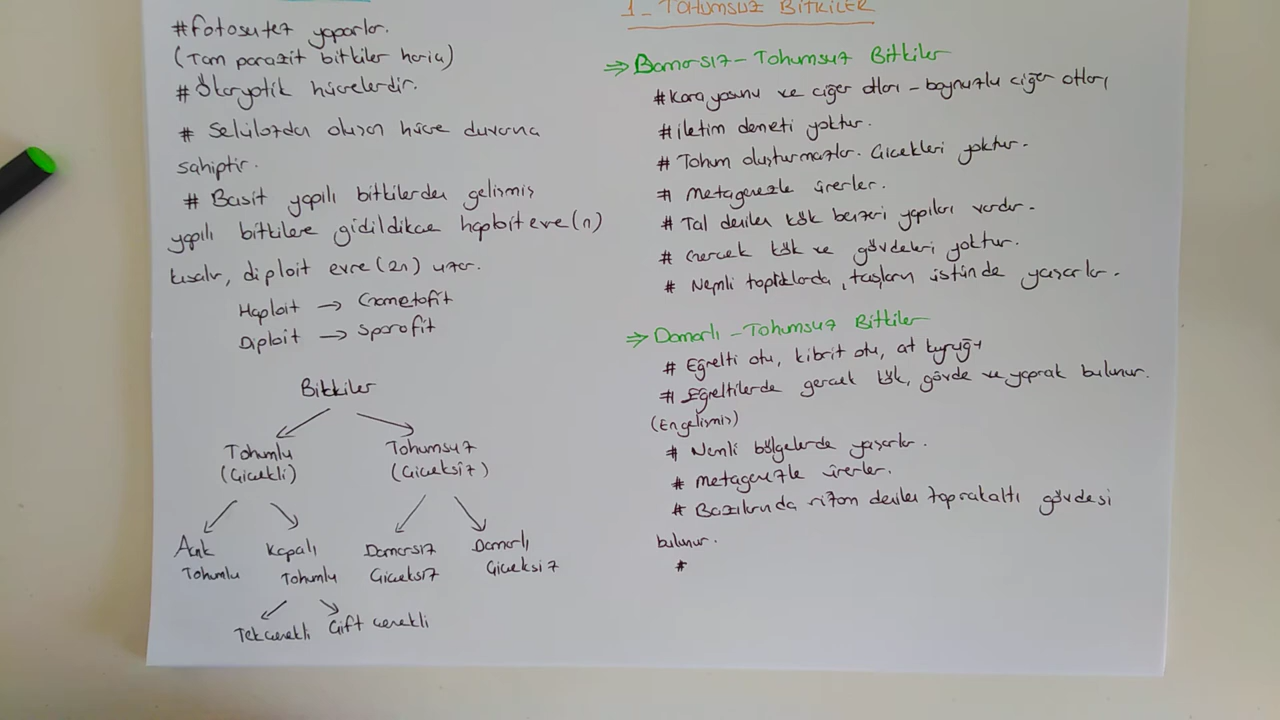 #fotosentez yaparlar.
(Tam parazit bitkiler hariç)
# Ökaryotik hücrelerdir.
# Selülozdan oluşan hücre duvarına
sahiptir.
# Basit yapılı bitkilerden gelişmiş
yapılı bitkilere gidildikçe haploit evre(n)
kısalır, diploit evre(2n) uzar.
Haploit → Gametofit
Diploit → Sporofit
Bitkiler
Tohumlu
(Çiçekli)
Tohumsuz
(Çiçeksiz)
Açık
Tohumlu
Kapalı
Tohumlu
Damarsız
Çiçeksiz
Damarlı
Çiçeksiz
Tek çenekli
Çift çenekli
1_ TOHUMSUZ BİTKİLER
⇒ Damarsız-Tohumsuz Bitkiler
#Kara yosunu ve ciğer otları - boynuzlu ciğer otları
#iletim demeti yoktur.
# Tohum oluşturmazlar. Çiçekleri yoktur.
# Metagenezle ürerler.
# Tal denilen kök benzeri yapıları vardır.
# Gerçek kök ve gövdeleri yoktur.
# Nemli topraklarda, taşların üstünde yaşarlar.
⇒ Damarlı-Tohumsuz Bitkiler
# Eğrelti otu, kibrit otu, at kuyruğu
# Eğreltilerde gerçek kök, gövde ve yaprak bulunur.
(En gelişmiş)
# Nemli bölgelerde yaşarlar.
# Metagenezle ürerler.
# Bazılarında rizom denilen toprakaltı gövdesi
bulunur.
#